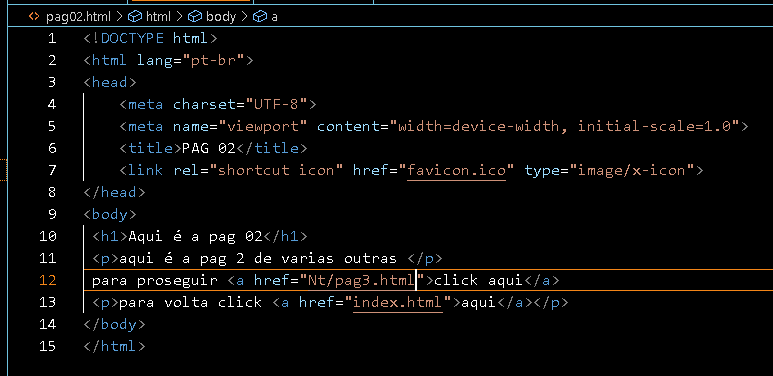 pag02.html > html > body > a
1 <!DOCTYPE html>
2 <html lang="pt-br">
3 <head>
4 <meta charset="UTF-8">
5 <meta name="viewport" content="width=device-width, initial-scale=1.0">
6 <title>PAG 02</title>
7 <link rel="shortcut icon" href="favicon.ico" type="image/x-icon">
8 </head>
9 <body>
10 <h1>Aqui é a pag 02</h1>
11 <p>aqui é a pag 2 de varias outras </p>
12 para proseguir <a href="Nt/pag3.html">click aqui</a>
13 <p>para volta click <a href="index.html">aqui</a></p>
14 </body>
15 </html>